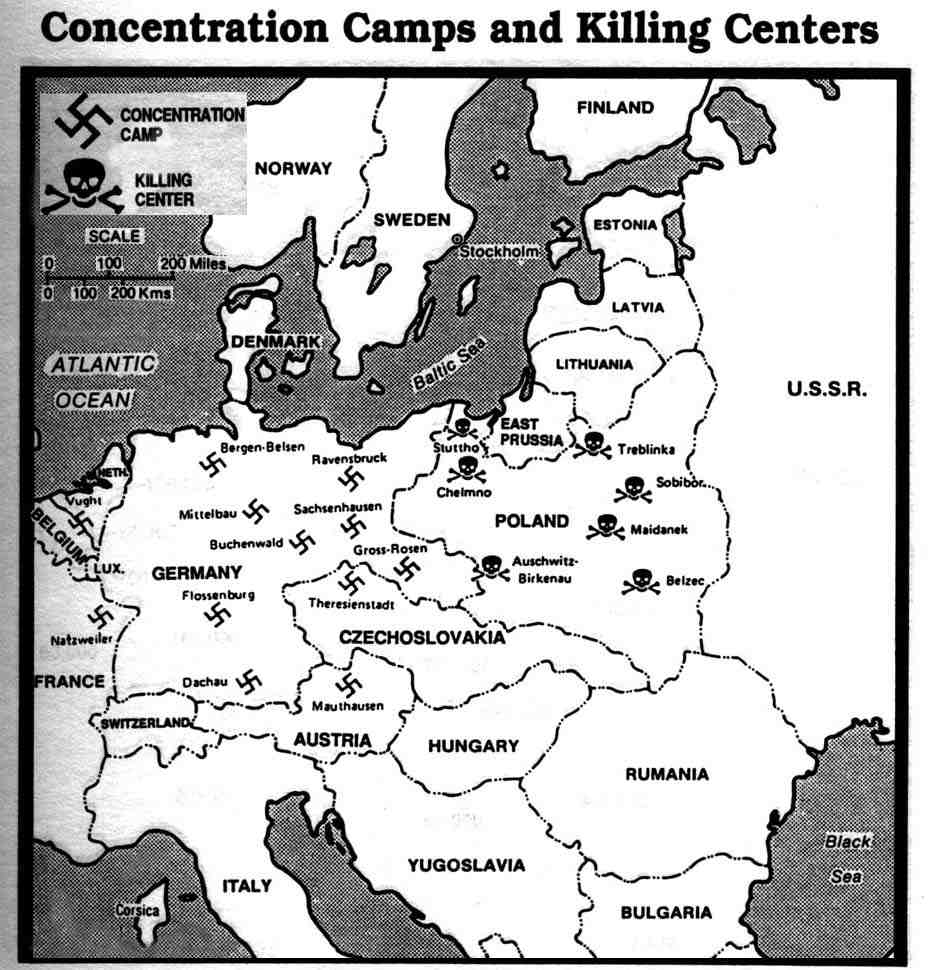 Concentration Camps and Killing Centers
CONCENTRATION
CAMP
KILLING
CENTER
SCALE
0 100 200 Miles
0 100 200 Kms
FINLAND
NORWAY
SWEDEN
Stockholm
ESTONIA
LATVIA
DENMARK
LITHUANIA
Baltic Sea
ATLANTIC
OCEAN
U.S.S.R.
EAST
PRUSSIA
Stuttho
Treblinka
Bergen-Belsen
Ravensbruck
NETH.
Chelmno
Sobibor
Vught
Mittelbau
Sachsenhausen
BELGIUM
POLAND
Maidanek
Buchenwald
Gross-Rosen
LUX.
GERMANY
Auschwitz-
Birkenau
Belzec
Flossenburg
Theresienstadt
Natzweiler
CZECHOSLOVAKIA
FRANCE
Dachau
Mauthausen
SWITZERLAND
AUSTRIA
HUNGARY
RUMANIA
YUGOSLAVIA
Black
Sea
ITALY
Corsica
BULGARIA